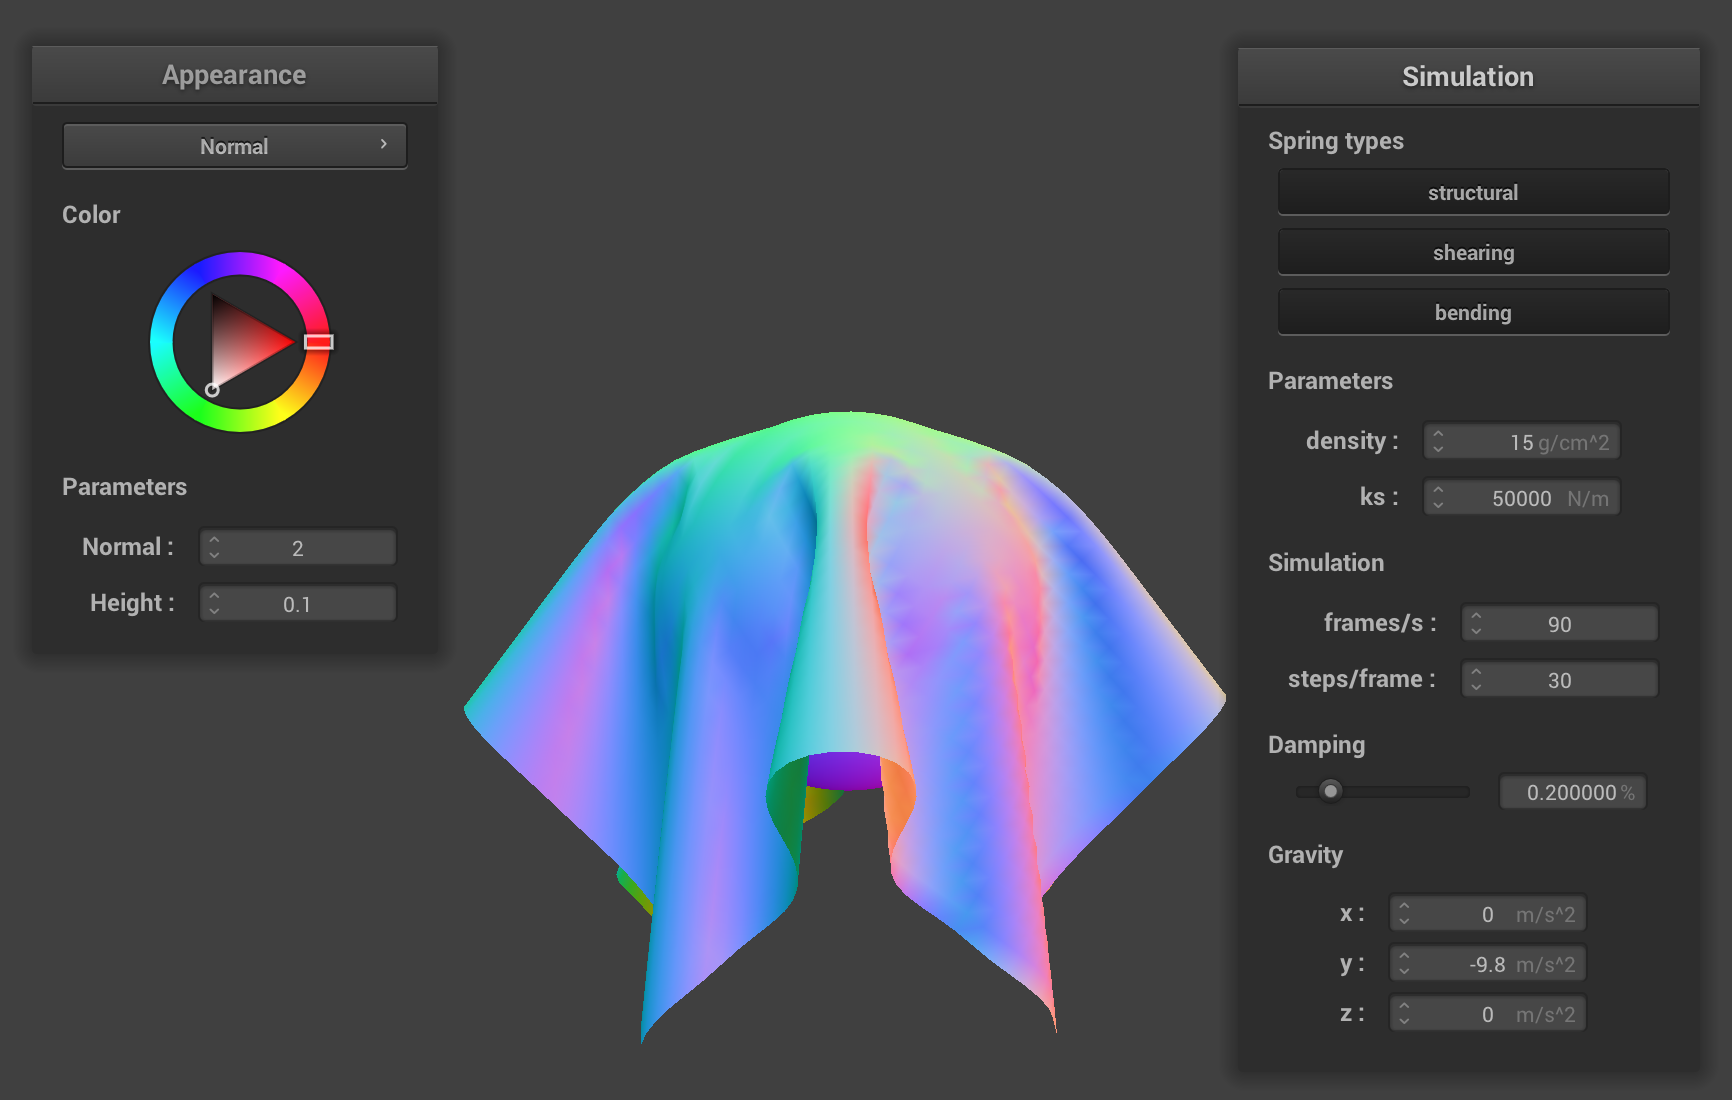 Appearance
Normal ›
Color
Parameters
Normal : 2
Height : 0.1
Simulation
Spring types
structural
shearing
bending
Parameters
density : 15 g/cm^2
ks : 50000 N/m
Simulation
frames/s : 90
steps/frame : 30
Damping
0.200000 %
Gravity
x : 0 m/s^2
y : -9.8 m/s^2
z : 0 m/s^2